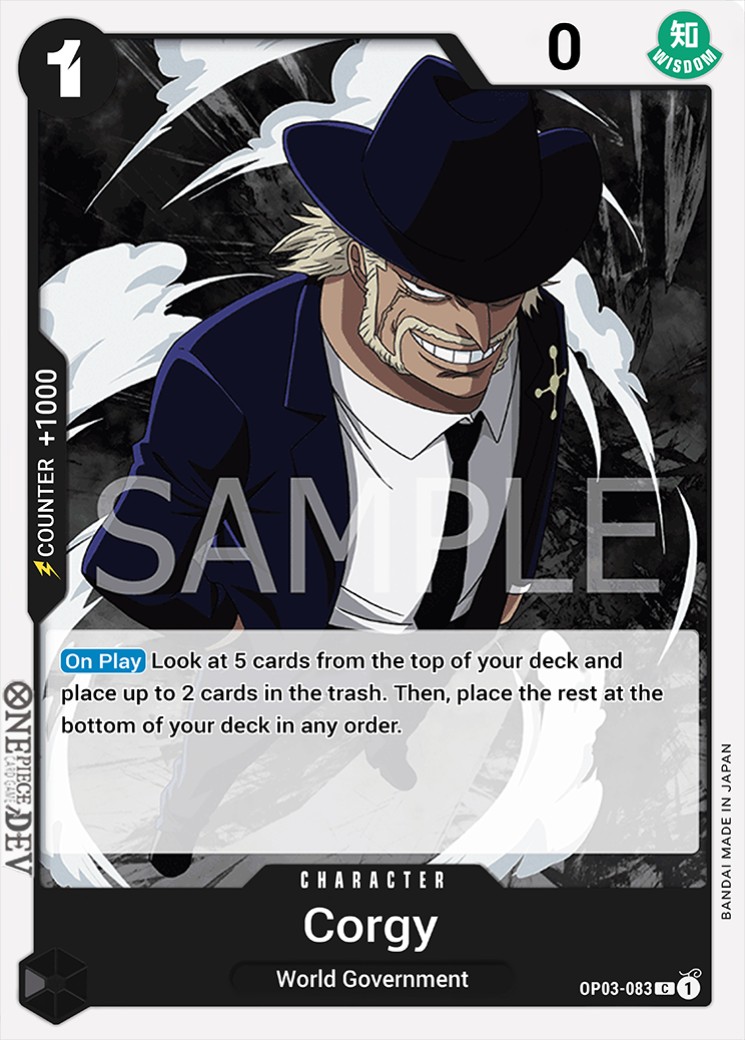 1
0
知
WISDOM
COUNTER +1000
SAMPLE
On Play Look at 5 cards from the top of your deck and
place up to 2 cards in the trash. Then, place the rest at the
bottom of your deck in any order.
ONE PIECE
CARD GAME
DEV
BANDAI MADE IN JAPAN
CHARACTER
Corgy
World Government
OP03-083 C 1